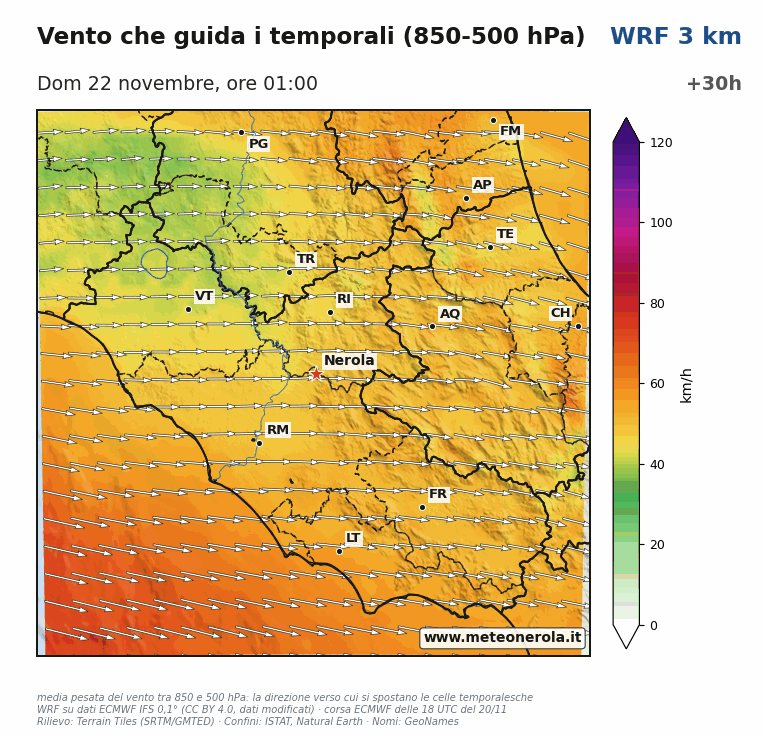 Vento che guida i temporali (850-500 hPa) WRF 3 km
Dom 22 novembre, ore 01:00 +30h
FM
PG
AP
TE
TR
VT
RI
AQ
CH
Nerola
RM
FR
LT
www.meteonerola.it
120
100
80
60
40
20
0
km/h
media pesata del vento tra 850 e 500 hPa: la direzione verso cui si spostano le celle temporalesche
WRF su dati ECMWF IFS 0,1° (CC BY 4.0, dati modificati) · corsa ECMWF delle 18 UTC del 20/11
Rilievo: Terrain Tiles (SRTM/GMTED) · Confini: ISTAT, Natural Earth · Nomi: GeoNames